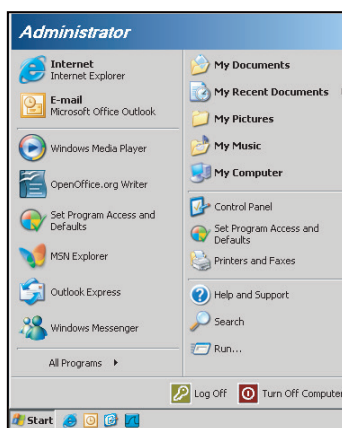 Administrator
Internet
Internet Explorer
E-mail
Microsoft Office Outlook
Windows Media Player
OpenOffice.org Writer
Set Program Access and
Defaults
MSN Explorer
Outlook Express
Windows Messenger
All Programs
My Documents
My Recent Documents
My Pictures
My Music
My Computer
Control Panel
Set Program Access and
Defaults
Printers and Faxes
Help and Support
Search
Run...
Log Off
Turn Off Computer
Start